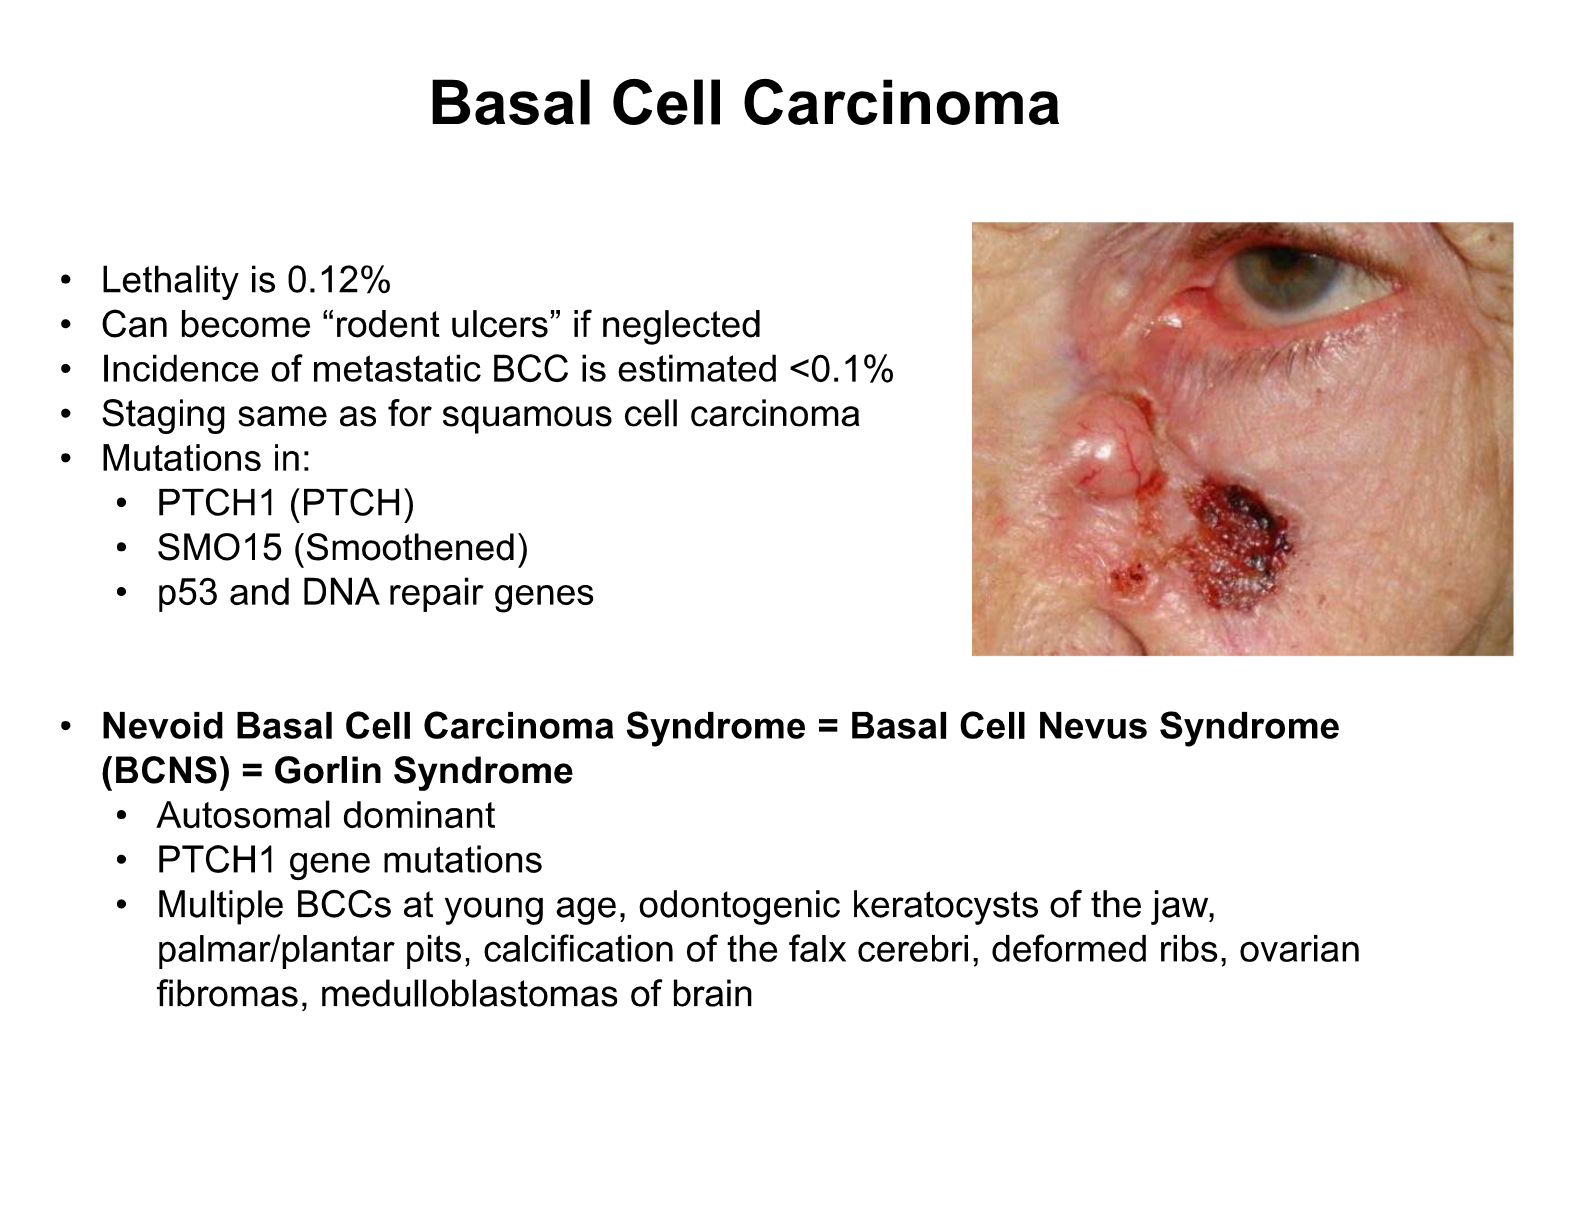 Basal Cell Carcinoma
• Lethality is 0.12%
• Can become “rodent ulcers” if neglected
• Incidence of metastatic BCC is estimated <0.1%
• Staging same as for squamous cell carcinoma
• Mutations in:
• PTCH1 (PTCH)
• SMO15 (Smoothened)
• p53 and DNA repair genes
• Nevoid Basal Cell Carcinoma Syndrome = Basal Cell Nevus Syndrome
(BCNS) = Gorlin Syndrome
• Autosomal dominant
• PTCH1 gene mutations
• Multiple BCCs at young age, odontogenic keratocysts of the jaw,
palmar/plantar pits, calcification of the falx cerebri, deformed ribs, ovarian
fibromas, medulloblastomas of brain